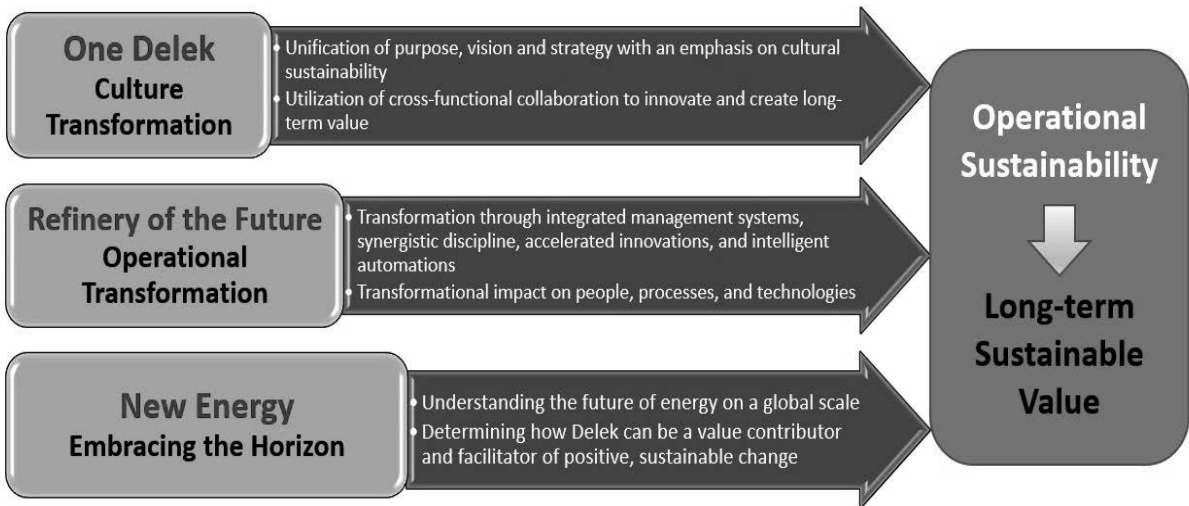 One Delek
Culture
Transformation
• Unification of purpose, vision and strategy with an emphasis on cultural
sustainability
• Utilization of cross-functional collaboration to innovate and create long-
term value
Refinery of the Future
Operational
Transformation
• Transformation through integrated management systems,
synergistic discipline, accelerated innovations, and intelligent
automations
• Transformational impact on people, processes, and technologies
New Energy
Embracing the Horizon
• Understanding the future of energy on a global scale
• Determining how Delek can be a value contributor
and facilitator of positive, sustainable change
Operational
Sustainability
Long-term
Sustainable
Value